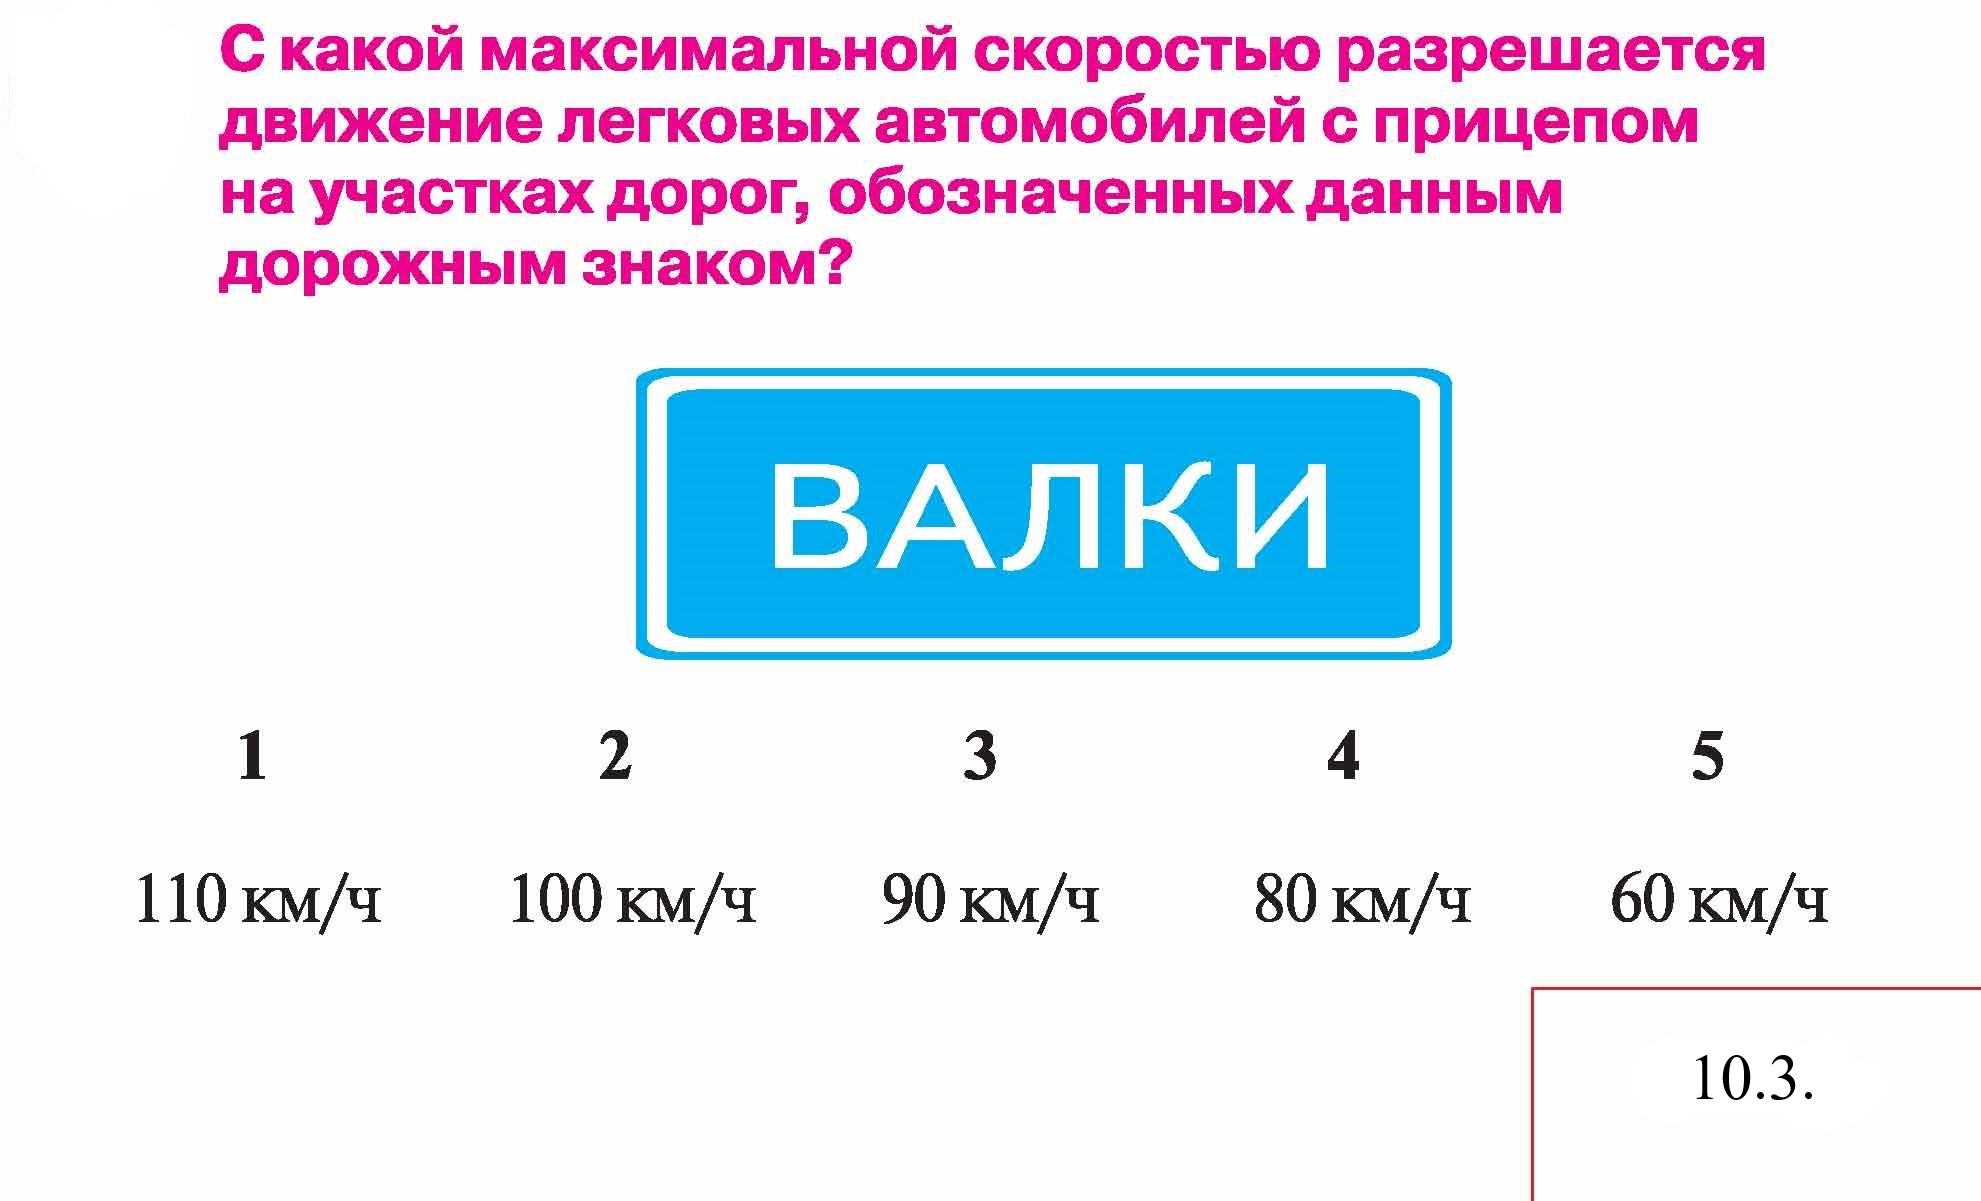 С какой максимальной скоростью разрешается
движение легковых автомобилей с прицепом
на участках дорог, обозначенных данным
дорожным знаком?
ВАЛКИ
1 2 3 4 5
110 км/ч 100 км/ч 90 км/ч 80 км/ч 60 км/ч
10.3.